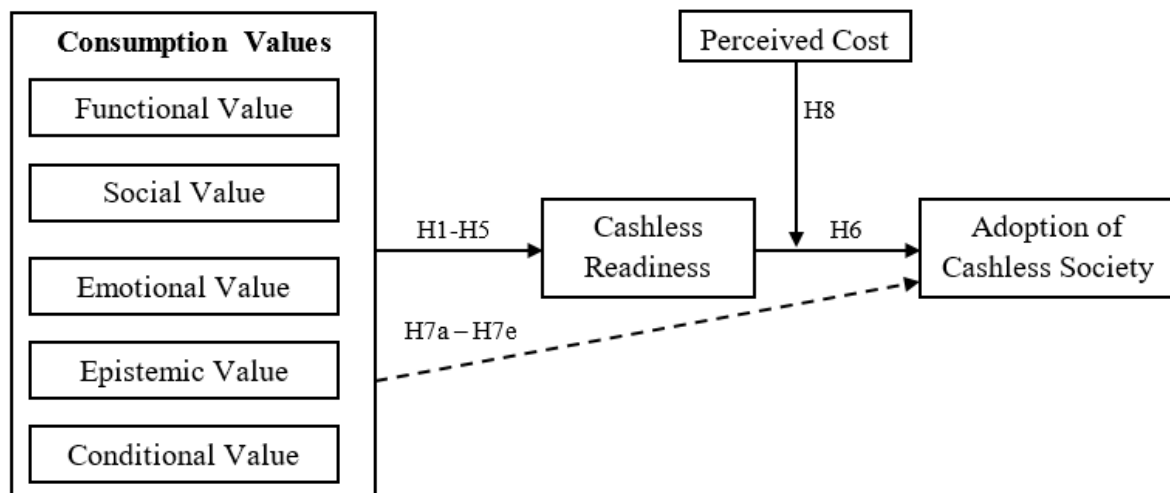 Consumption Values
Functional Value
Social Value
Emotional Value
Epistemic Value
Conditional Value
H1-H5
H7a – H7e
Cashless
Readiness
Perceived Cost
H8
H6
Adoption of
Cashless Society